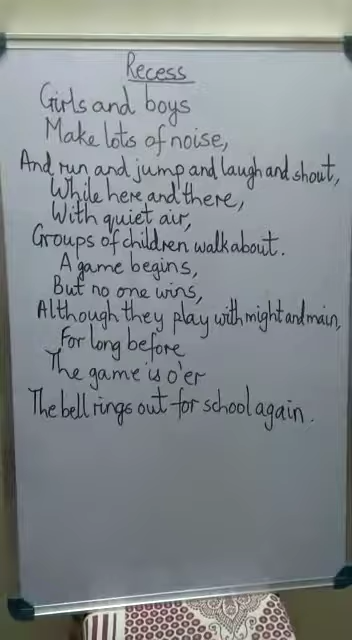 Recess
Girls and boys
Make lots of noise,
And run and jump and laugh and shout,
While here and there,
With quiet air,
Groups of children walk about.
A game begins,
But no one wins,
Although they play with might and main,
For long before
The game is o'er
The bell rings out for school again.